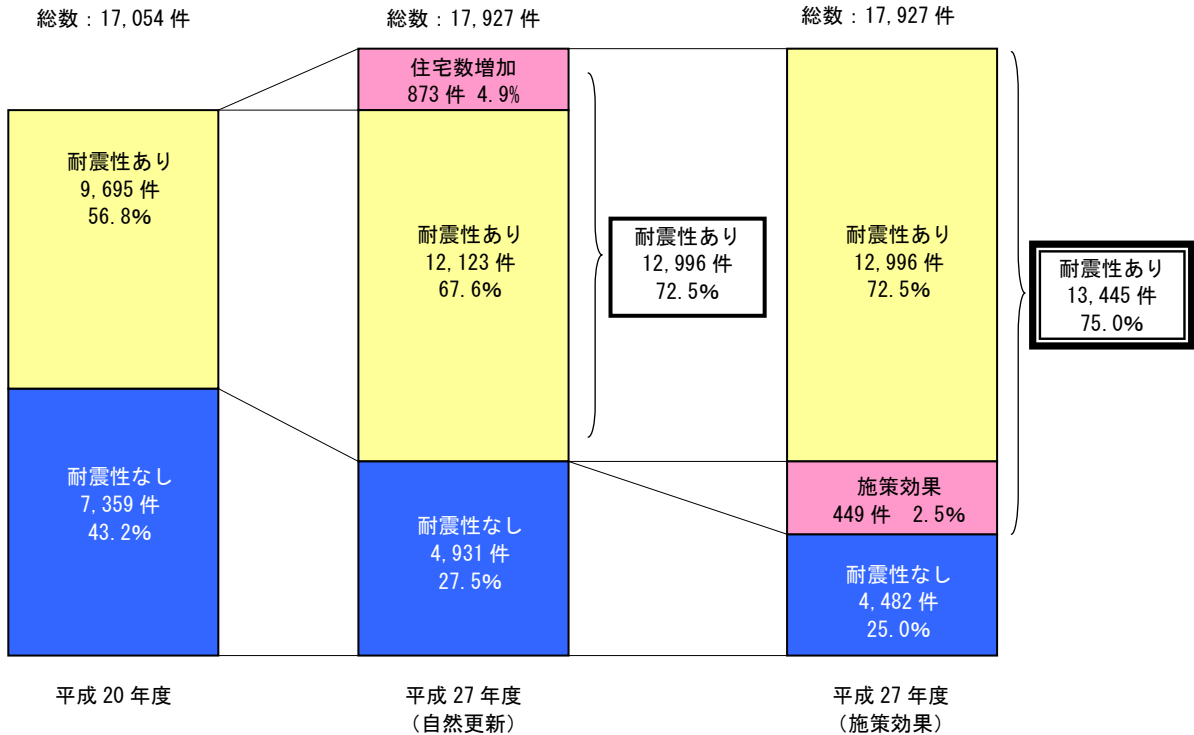 総数：17,054 件
総数：17,927 件
総数：17,927 件
耐震性あり
9,695 件
56.8%
耐震性なし
7,359 件
43.2%
住宅数増加
873 件 4.9%
耐震性あり
12,123 件
67.6%
耐震性なし
4,931 件
27.5%
耐震性あり
12,996 件
72.5%
耐震性あり
12,996 件
72.5%
施策効果
449 件 2.5%
耐震性なし
4,482 件
25.0%
耐震性あり
13,445 件
75.0%
平成 20 年度
平成 27 年度
（自然更新）
平成 27 年度
（施策効果）